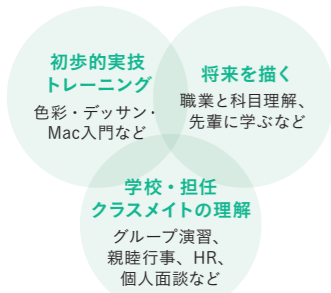 初歩的実技
トレーニング
色彩・デッサン・
Mac入門など
将来を描く
職業と科目理解、
先輩に学ぶなど
学校・担任
クラスメイトの理解
グループ演習、
親睦行事、HR、
個人面談など